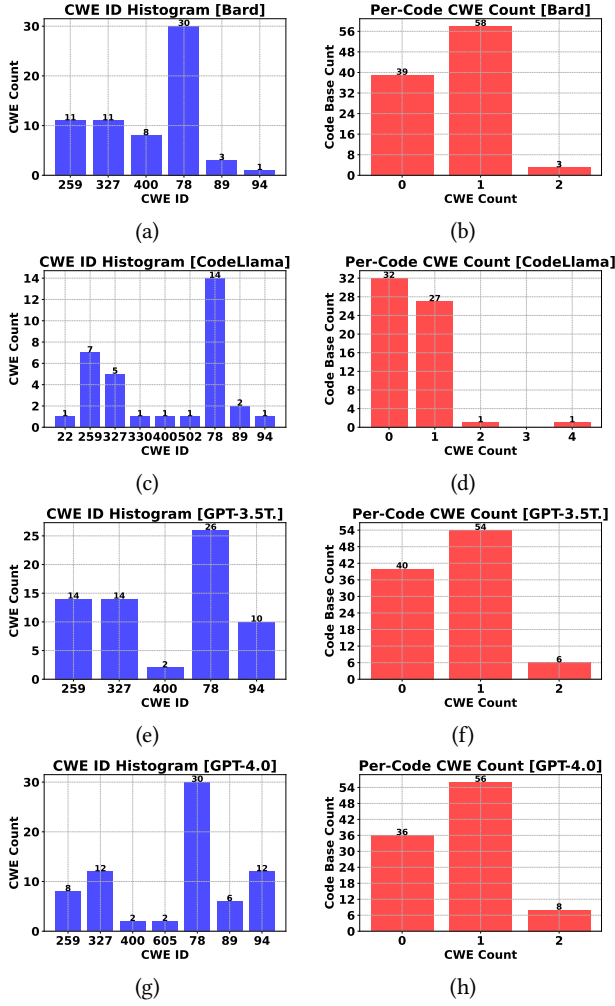 CWE ID Histogram [Bard]
CWE Count
30
20
10
0
11
11
8
30
3
1
259 327 400 78 89 94
CWE ID
(a)
Per-Code CWE Count [Bard]
Code Base Cunt
56
48
40
32
24
16
8
0
39
58
3
0 1 2
CWE Count
(b)
CWE ID Histogram [CodeLlama]
CWE Count
14
12
10
8
6
4
2
0
1
7
5
1
1
1
14
2
1
22 259 327 330 400 502 78 89 94
CWE ID
(c)
Per-Code CWE Count [CodeLlama]
Code Base Count
32
28
24
20
16
12
8
4
0
32
27
1
1
0 1 2 3 4
CWE Count
(d)
CWE ID Histogram [GPT-3.5T.]
CWE Count
25
20
15
10
5
0
14
14
2
26
10
259 327 400 78 94
CWE ID
(e)
Per-Code CWE Count [GPT-3.5T.]
Code Base Count
54
48
42
36
30
24
18
12
6
0
40
54
6
0 1 2
CWE Count
(f)
CWE ID Histogram [GPT-4.0]
CWE Count
30
20
10
0
8
12
2
2
30
6
12
259 327 400 605 78 89 94
CWE ID
(g)
Per-Code CWE Count [GPT-4.0]
Code Base Count
54
48
42
36
30
24
18
12
6
0
36
56
8
0 1 2
CWE Count
(h)